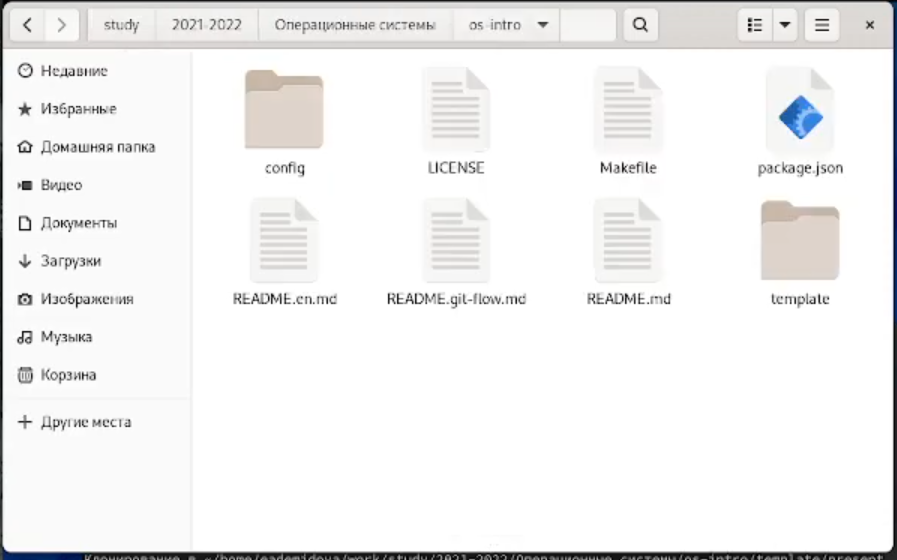 study 2021-2022 Операционные системы os-intro
Недавние
Избранные
Домашняя папка
Видео
Документы
Загрузки
Изображения
Музыка
Корзина
Другие места
config LICENSE Makefile package.json
README.en.md README.git-flow.md README.md template
Клонирование в «/home/eademidova/work/study/2021-2022/Операционные системы/os-intro/template/present